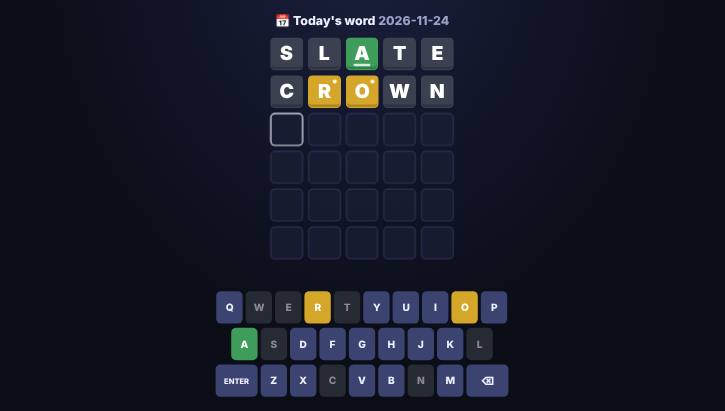 📅 Today's word 2026-11-24
S L A T E
C R O W N
Q W E R T Y U I O P
A S D F G H J K L
ENTER Z X C V B N M ⌫